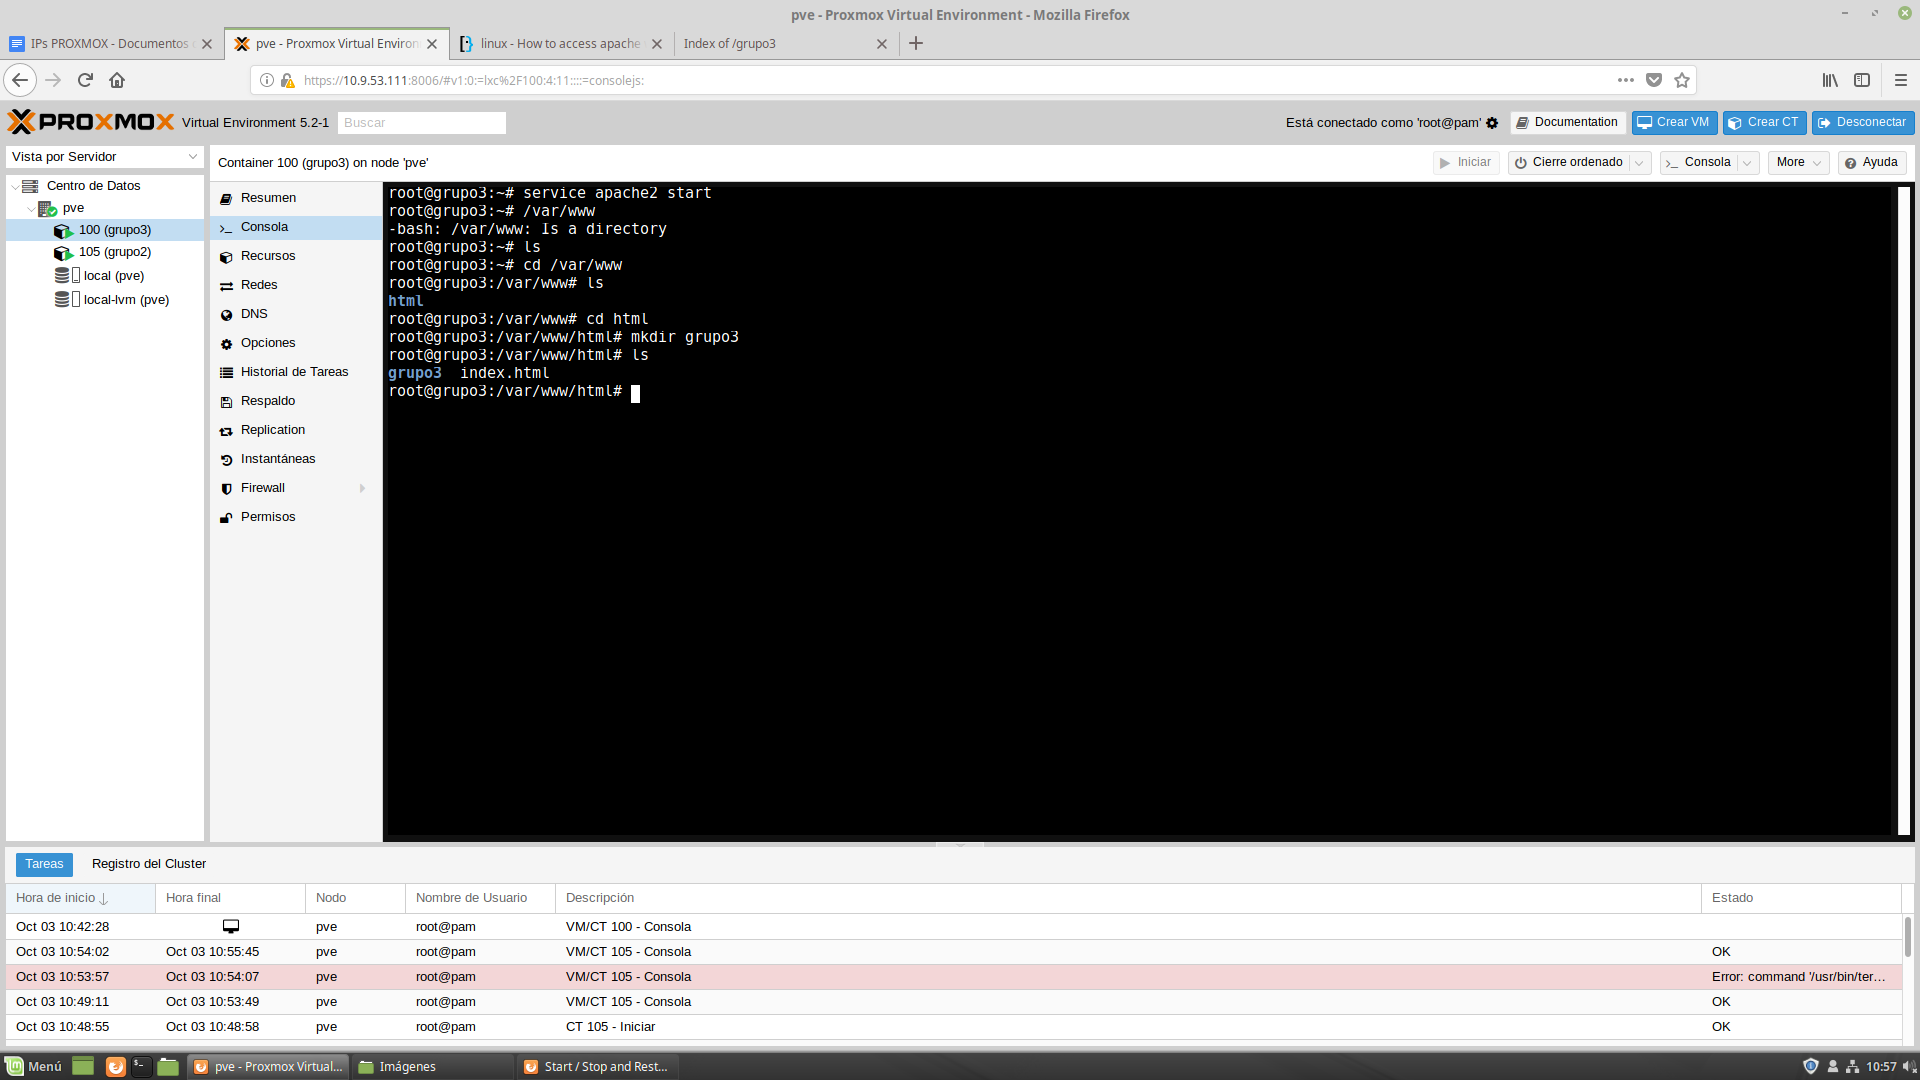 pve - Proxmox Virtual Environment - Mozilla Firefox
IPs PROXMOX - Documentos
pve - Proxmox Virtual Environ
linux - How to access apache
Index of /grupo3
https://10.9.53.111:8006/#v1:0:=lxc%2F100:4:11::::=consolejs:
PROXMOX Virtual Environment 5.2-1
Buscar
Está conectado como 'root@pam'
Documentation
Crear VM
Crear CT
Desconectar
Vista por Servidor
Container 100 (grupo3) on node 'pve'
Iniciar
Cierre ordenado
Consola
More
Ayuda
Centro de Datos
pve
100 (grupo3)
105 (grupo2)
local (pve)
local-lvm (pve)
Resumen
Consola
Recursos
Redes
DNS
Opciones
Historial de Tareas
Respaldo
Replication
Instantáneas
Firewall
Permisos
root@grupo3:~# service apache2 start
root@grupo3:~# /var/www
-bash: /var/www: Is a directory
root@grupo3:~# ls
root@grupo3:~# cd /var/www
root@grupo3:/var/www# ls
html
root@grupo3:/var/www# cd html
root@grupo3:/var/www/html# mkdir grupo3
root@grupo3:/var/www/html# ls
grupo3  index.html
root@grupo3:/var/www/html#
Tareas
Registro del Cluster
Hora de inicio Hora final Nodo Nombre de Usuario Descripción Estado
Oct 03 10:42:28 pve root@pam VM/CT 100 - Consola
Oct 03 10:54:02 Oct 03 10:55:45 pve root@pam VM/CT 105 - Consola OK
Oct 03 10:53:57 Oct 03 10:54:07 pve root@pam VM/CT 105 - Consola Error: command '/usr/bin/ter...
Oct 03 10:49:11 Oct 03 10:53:49 pve root@pam VM/CT 105 - Consola OK
Oct 03 10:48:55 Oct 03 10:48:58 pve root@pam CT 105 - Iniciar OK
Menú
pve - Proxmox Virtual...
Imágenes
Start / Stop and Rest...
10:57